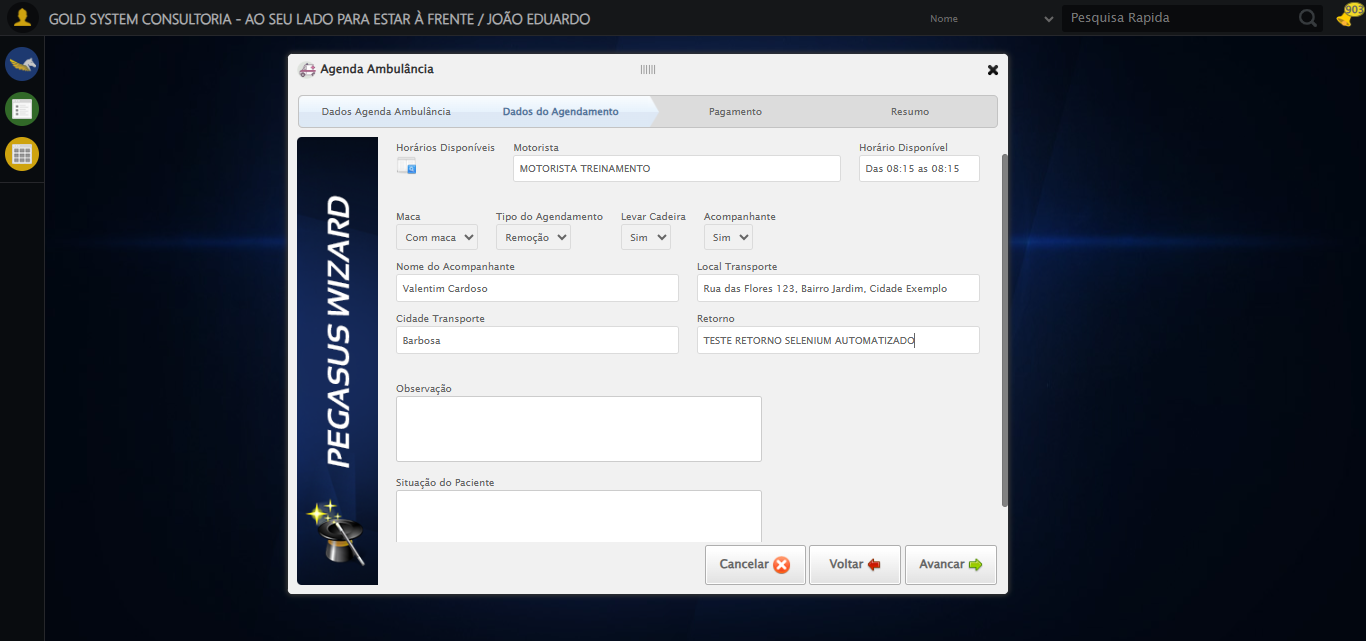 GOLD SYSTEM CONSULTORIA - AO SEU LADO PARA ESTAR À FRENTE / JOÃO EDUARDO
Nome
Pesquisa Rapida
903
Agenda Ambulância
Dados Agenda Ambulância
Dados do Agendamento
Pagamento
Resumo
PEGASUS WIZARD
Horários Disponíveis
Motorista
Horário Disponível
MOTORISTA TREINAMENTO
Das 08:15 as 08:15
Maca
Tipo do Agendamento
Levar Cadeira
Acompanhante
Com maca
Remoção
Sim
Sim
Nome do Acompanhante
Local Transporte
Valentim Cardoso
Rua das Flores 123, Bairro Jardim, Cidade Exemplo
Cidade Transporte
Retorno
Barbosa
TESTE RETORNO SELENIUM AUTOMATIZADO
Observação
Situação do Paciente
Cancelar
Voltar
Avancar